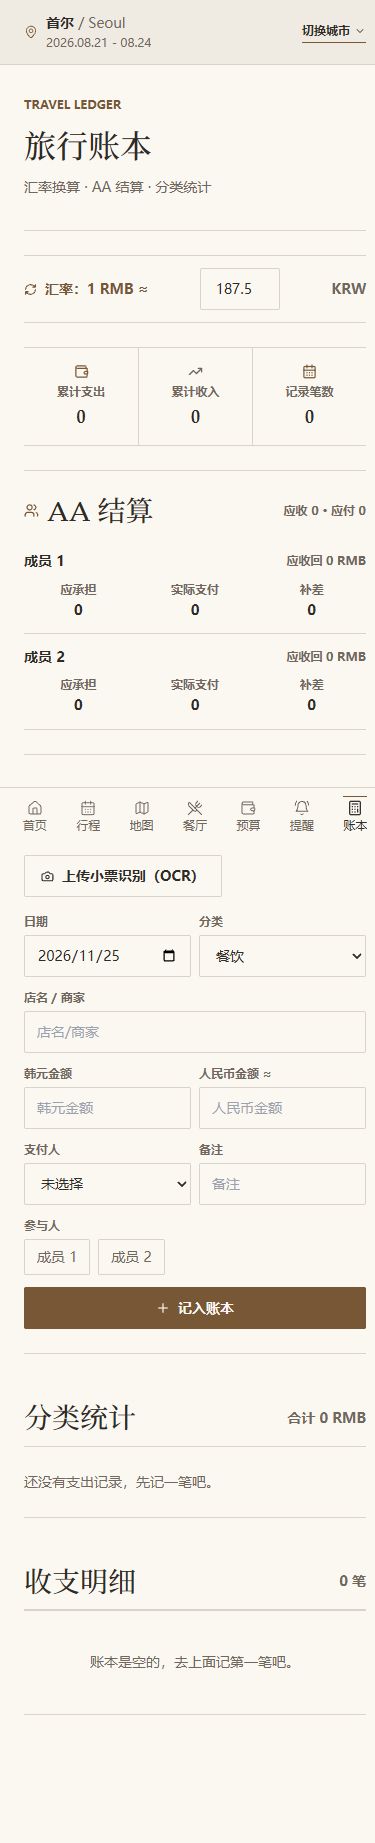 首尔 / Seoul
2026.08.21 - 08.24
切换城市
TRAVEL LEDGER
旅行账本
汇率换算 · AA 结算 · 分类统计
汇率：1 RMB ≈
187.5
KRW
累计支出
0
累计收入
0
记录笔数
0
AA 结算
应收 0 • 应付 0
成员 1
应收回 0 RMB
应承担
0
实际支付
0
补差
0
成员 2
应收回 0 RMB
应承担
0
实际支付
0
补差
0
首页
行程
地图
餐厅
预算
提醒
账本
上传小票识别（OCR）
日期
分类
2026/11/25
餐饮
店名 / 商家
店名/商家
韩元金额
人民币金额 ≈
韩元金额
人民币金额
支付人
备注
未选择
备注
参与人
成员 1
成员 2
+ 记入账本
分类统计
合计 0 RMB
还没有支出记录，先记一笔吧。
收支明细
0 笔
账本是空的，去上面记第一笔吧。